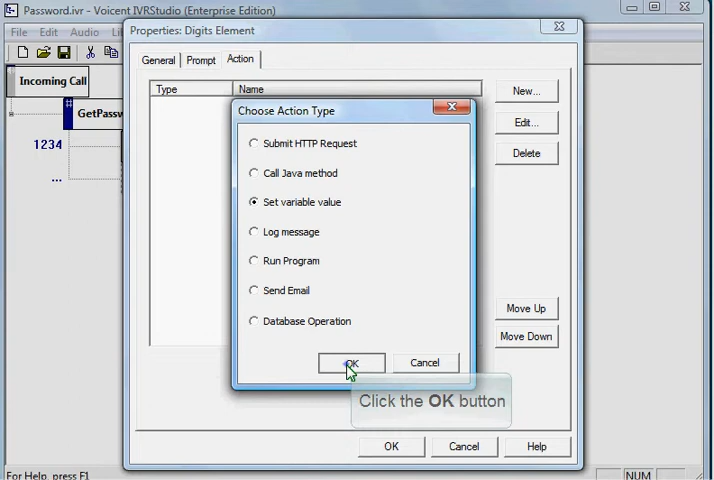 Password.ivr - Voicent IVRStudio (Enterprise Edition)
File Edit Audio
Properties: Digits Element
General Prompt Action
Incoming Call
Type Name
New...
Choose Action Type
Edit...
Submit HTTP Request
1234
Delete
Call Java method
...
Set variable value
Log message
Run Program
Send Email
Move Up
Database Operation
Move Down
OK Cancel
Click the OK button
OK Cancel Help
For Help, press F1
NUM